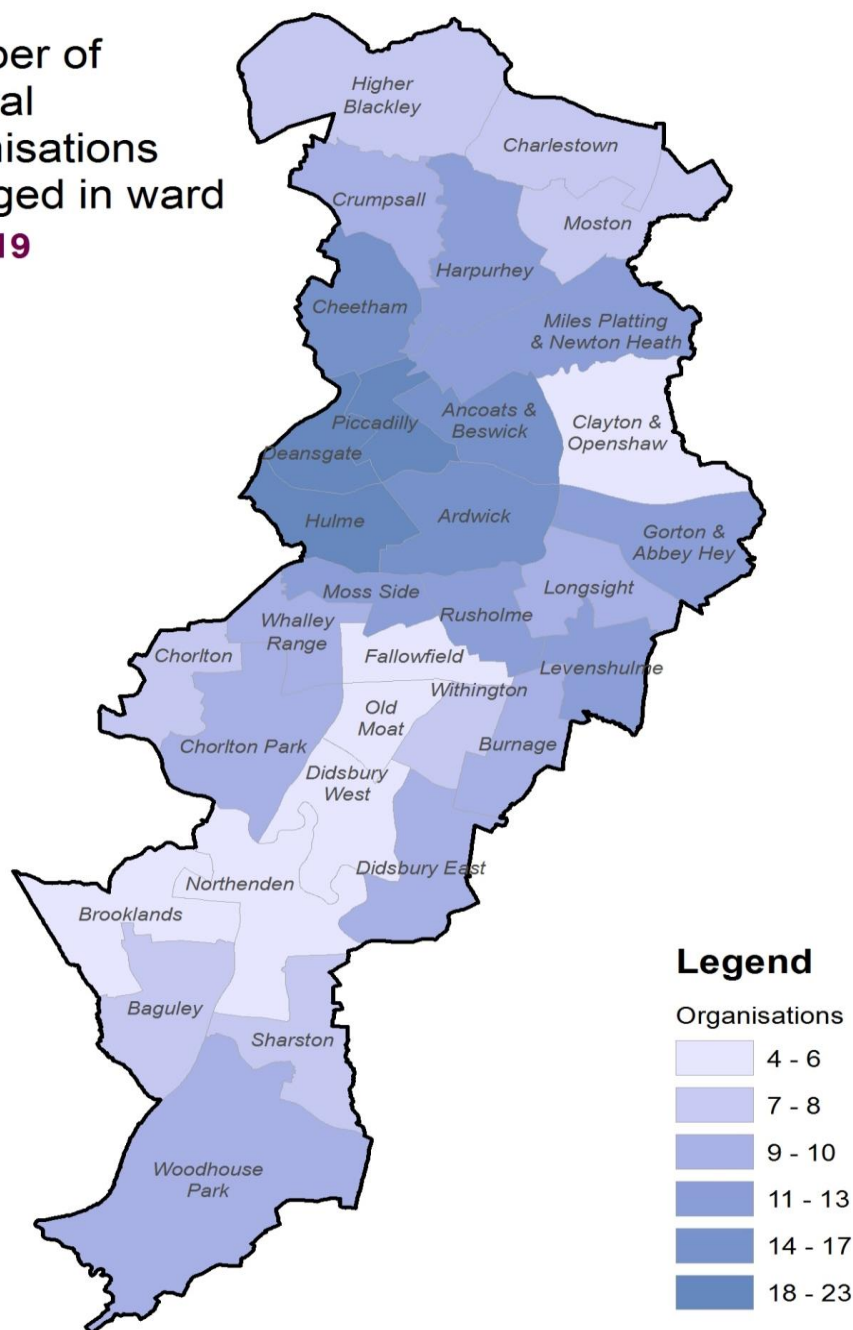 ber of
al
nisations
ged in ward
19
Higher
Blackley
Charlestown
Crumpsall
Moston
Harpurhey
Cheetham
Miles Platting
& Newton Heath
Piccadilly
Ancoats &
Beswick
Clayton &
Openshaw
Deansgate
Hulme
Ardwick
Gorton &
Abbey Hey
Moss Side
Longsight
Rusholme
Whalley
Range
Chorlton
Fallowfield
Levenshulme
Withington
Old
Moat
Chorlton Park
Burnage
Didsbury
West
Didsbury East
Northenden
Brooklands
Baguley
Sharston
Woodhouse
Park
Legend
Organisations
4 - 6
7 - 8
9 - 10
11 - 13
14 - 17
18 - 23